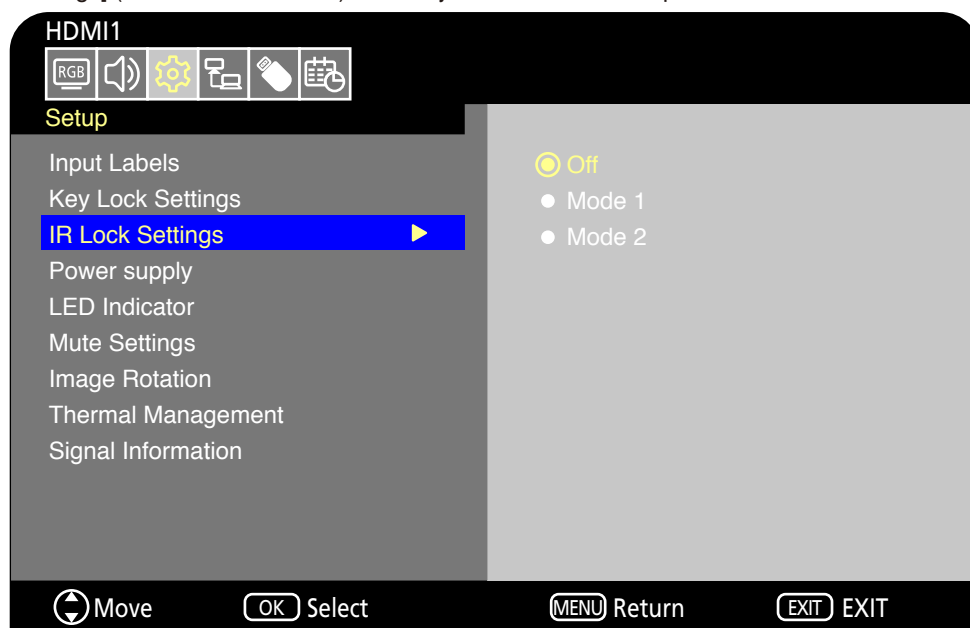 HDMI1
RGB
Setup
Input Labels
Key Lock Settings
IR Lock Settings
Power supply
LED Indicator
Mute Settings
Image Rotation
Thermal Management
Signal Information
Off
Mode 1
Mode 2
Move OK Select MENU Return EXIT EXIT